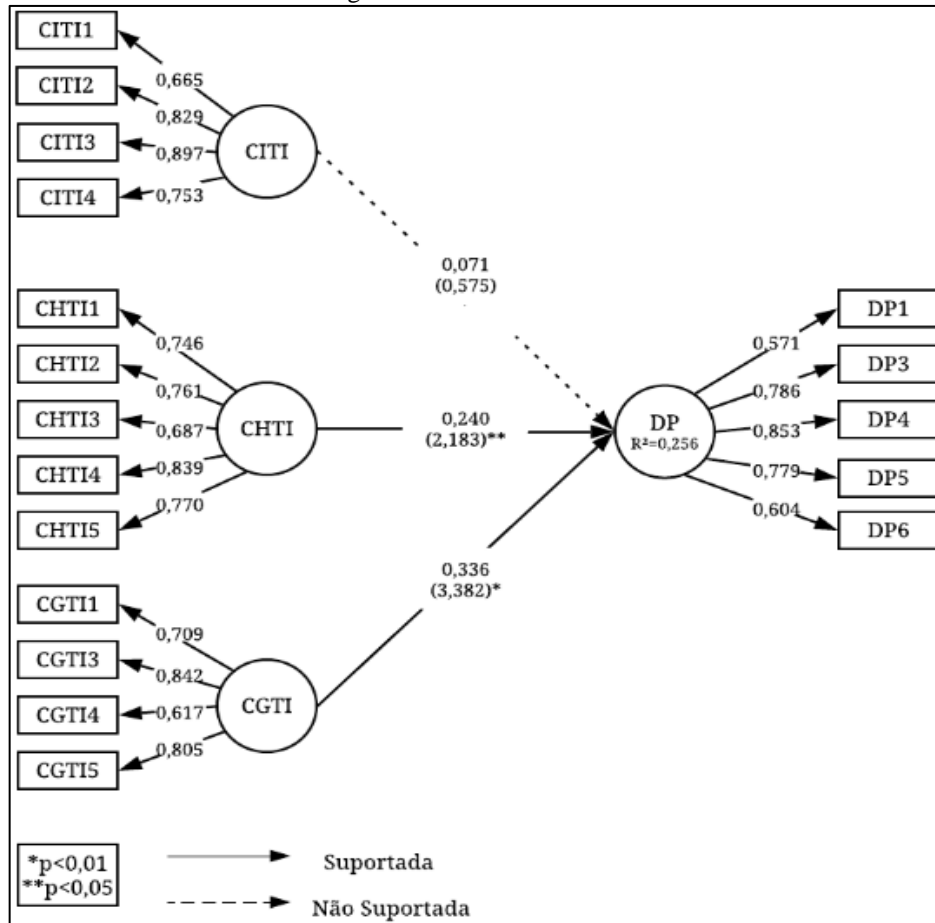 CITI1
CITI2
CITI3
CITI4
0,665
0,829
0,897
0,753
CITI
0,071
(0,575)
CHTI1
CHTI2
CHTI3
CHTI4
CHTI5
0,746
0,761
0,687
0,839
0,770
CHTI
0,240
(2,183)**
DP
R²=0,256
0,571
0,786
0,853
0,779
0,604
DP1
DP3
DP4
DP5
DP6
CGTI1
CGTI3
CGTI4
CGTI5
0,709
0,842
0,617
0,805
CGTI
0,336
(3,382)*
*p<0,01
**p<0,05
Suportada
Não Suportada